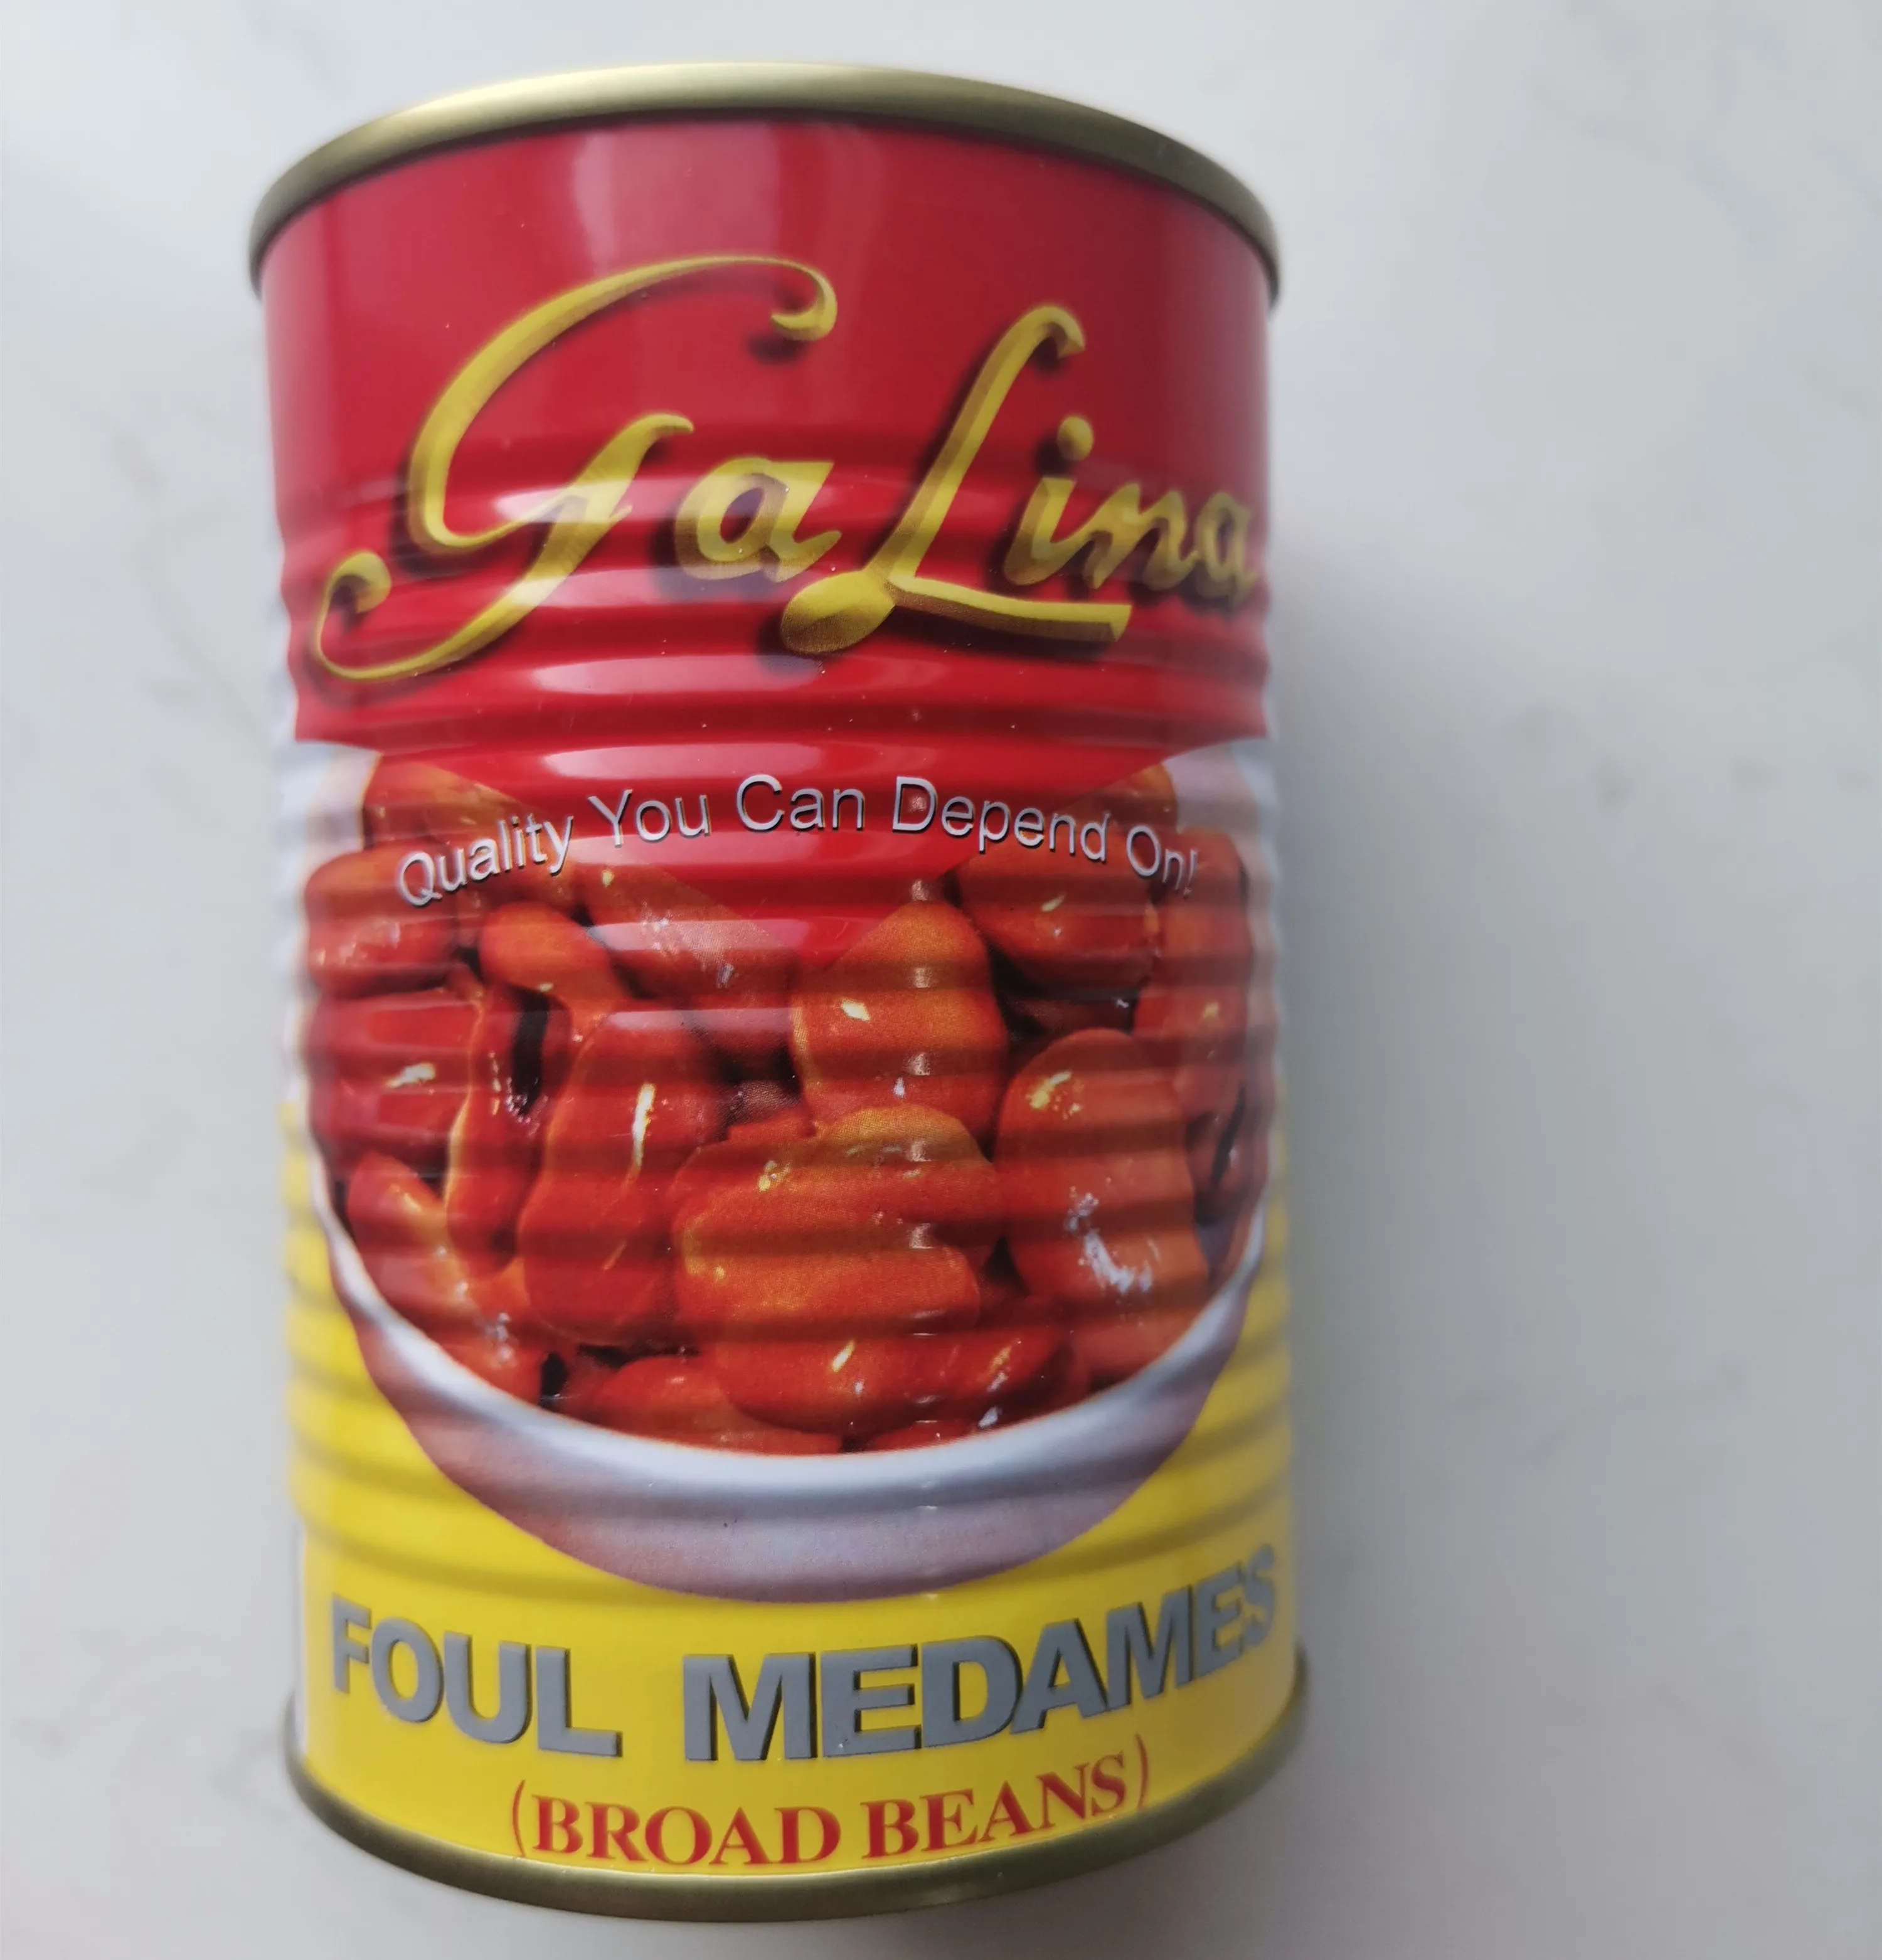 GaLina
Quality You Can Depend On!
FOUL MEDAMES
(BROAD BEANS)